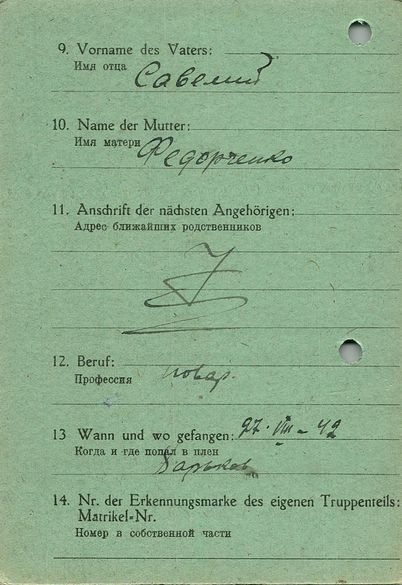 9. Vorname des Vaters:
Имя отца
Савелий
10. Name der Mutter:
Имя матери
Федорченко
11. Anschrift der nächsten Angehörigen:
Адрес ближайших родственников
12. Beruf:
Профессия повар.
13 Wann und wo gefangen: 27. VIII - 42
Когда и где попал в плен
Харьков
14. Nr. der Erkennungsmarke des eigenen Truppenteils:
Matrikel-Nr.
Номер в собственной части